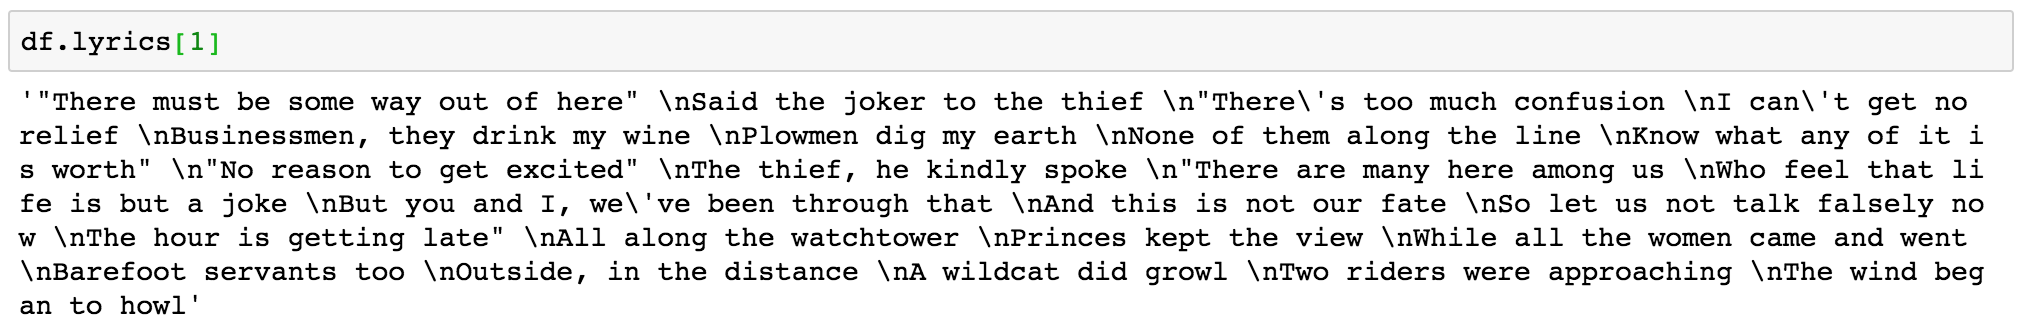 df.lyrics[1]
'"There must be some way out of here" \nSaid the joker to the thief \n"There\'s too much confusion \nI can\'t get no
relief \nBusinessmen, they drink my wine \nPlowmen dig my earth \nNone of them along the line \nKnow what any of it i
s worth" \n"No reason to get excited" \nThe thief, he kindly spoke \n"There are many here among us \nWho feel that li
fe is but a joke \nBut you and I, we\'ve been through that \nAnd this is not our fate \nSo let us not talk falsely no
w \nThe hour is getting late" \nAll along the watchtower \nPrinces kept the view \nWhile all the women came and went
\nBarefoot servants too \nOutside, in the distance \nA wildcat did growl \nTwo riders were approaching \nThe wind beg
an to howl'